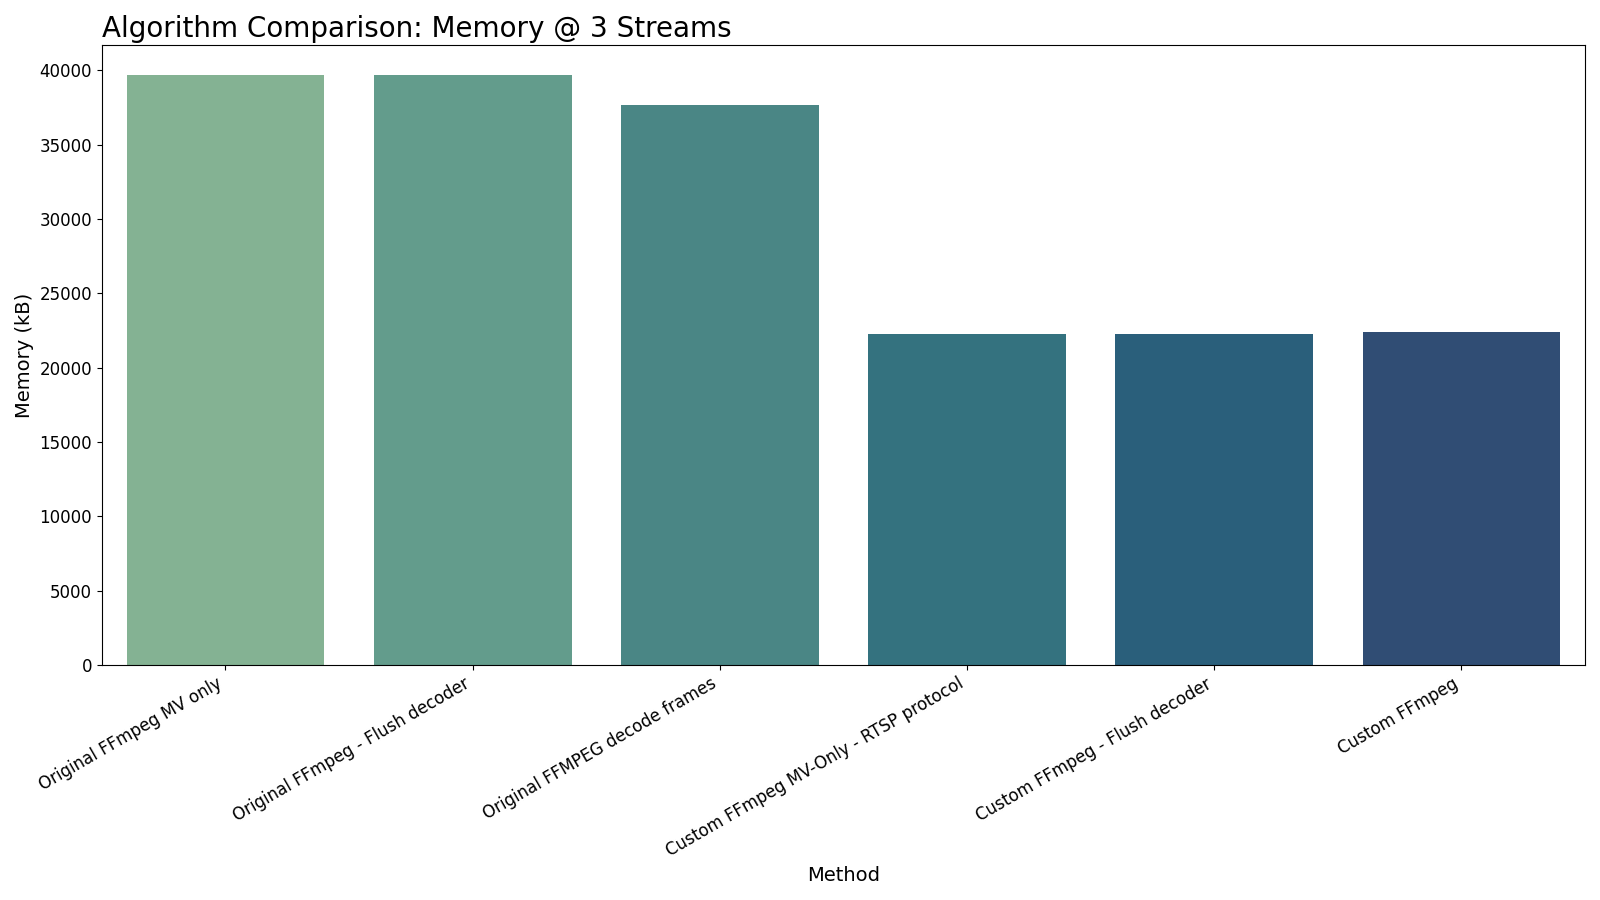 Algorithm Comparison: Memory @ 3 Streams
40000
35000
30000
25000
20000
15000
10000
5000
0
Memory (kB)
Original FFmpeg MV only
Original FFmpeg - Flush decoder
Original FFMPEG decode frames
Custom FFmpeg MV-Only - RTSP protocol
Custom FFmpeg - Flush decoder
Custom FFmpeg
Method